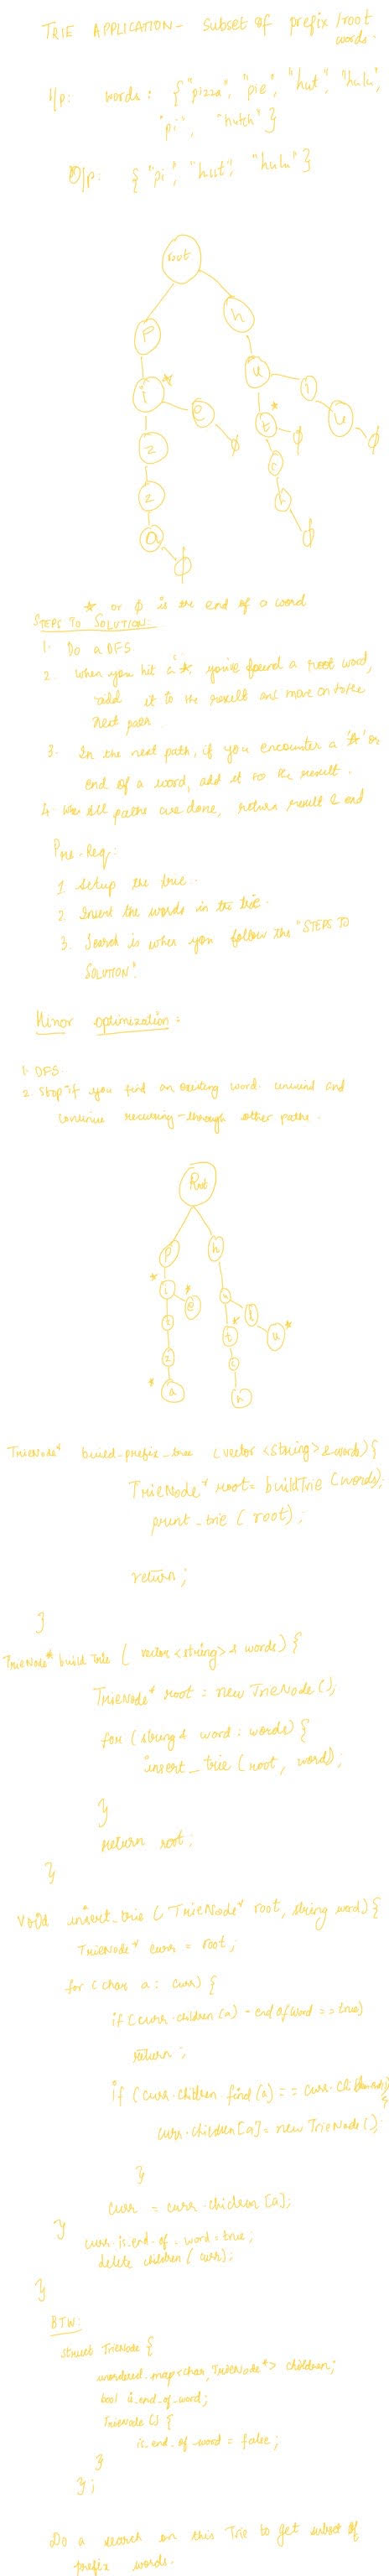 TRIE APPLICATION - Subset of prefix/root
words.
I/p: words: {"pizza", "pie", "hut", "hulu",
"pi", "hutch"}
O/p: {"pi", "hut", "hulu"}
root
p
h
i
*
u
e
l
z
t
*
u
ϕ
ϕ
ϕ
z
c
a
h
ϕ
ϕ
* or ϕ is the end of a word
STEPS TO SOLUTION:
1. Do a DFS
2. When you hit a *, you've found a root word,
add it to the result and move on to the
next path
3. In the next path, if you encounter a '*' or
end of a word, add it to the result.
4. When all paths are done, return result & end
Pre-Req:
1. Setup the trie.
2. Insert the words in the trie.
3. Search is when you follow the "STEPS TO
SOLUTION".
Minor optimization:
1. DFS.
2. Stop if you find an existing word. unwind and
continue recursing through other paths.
Root
p
h
*
i
*
e
u
z
t
*
z
u
*
c
*
a
h
TrieNode* build_prefix_tree (vector <string> & words) {
TrieNode* root = buildTrie (words);
print_trie (root);
return;
}
TrieNode* build Trie ( vector <string> & words) {
TrieNode* root = new TrieNode ();
for (string & word : words) {
insert_trie (root, word);
}
return root;
}
void insert_trie ( TrieNode* root, string word) {
TrieNode* curr = root;
for (char a : curr) {
if (curr.children (a) - end of word == true)
return;
if (curr.children.find (a) == curr.children
curr.children [a] = new TrieNode ();
}
curr = curr.children [a];
}
curr.is_end_of_word = true;
delete children (curr);
}
BTW:
struct TrieNode {
unordered_map<char, TrieNode*> children;
bool is_end_of_word;
TrieNode () {
is_end_of_word = false;
}
};
Do a search on this Trie to get subset of
prefix words.